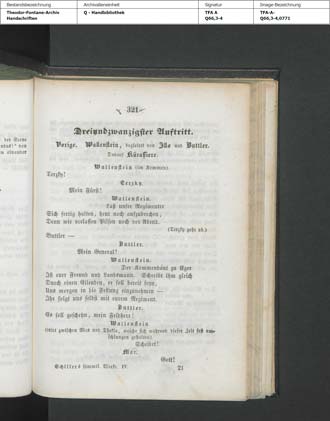 Bestandsbezeichnung
Archivalieneinheit
Signatur
Image-Bezeichnung
Theodor-Fontane-Archiv
Handschriften
Q - Handbibliothek
TFA A
Q66,3-4
TFA-A-
Q66,3-4,0771
321
Dreiundzwanzigster Auftritt.
Vorige. Wallenstein, begleitet von Illo und Buttler.
Darauf Kürassiere.
Wallenstein (im Kommen).
Terzky!
Terzky.
Mein Fürst!
Wallenstein.
Laß unsre Regimenter
Sich fertig halten, heut noch aufzubrechen,
Denn wir verlassen Pilsen noch vor Abend.
(Terzky geht ab.)
Buttler —
Buttler.
Mein General!
Wallenstein.
Der Kommendant zu Eger
Ist euer Freund und Landsmann. Schreibt ihm gleich
Durch einen Eilenden, er soll bereit seyn,
Uns morgen in die Festung einzunehmen —
Ihr folgt uns selbst mit eurem Regiment.
Buttler.
Es soll geschehn, mein Feldherr!
Wallenstein
(tritt zwischen Max und Thekla, welche sich während dieser Zeit fest um-
schlungen gehalten).
Scheidet!
Max.
Gott!
Schillers sämmtl. Werke. IV.
21